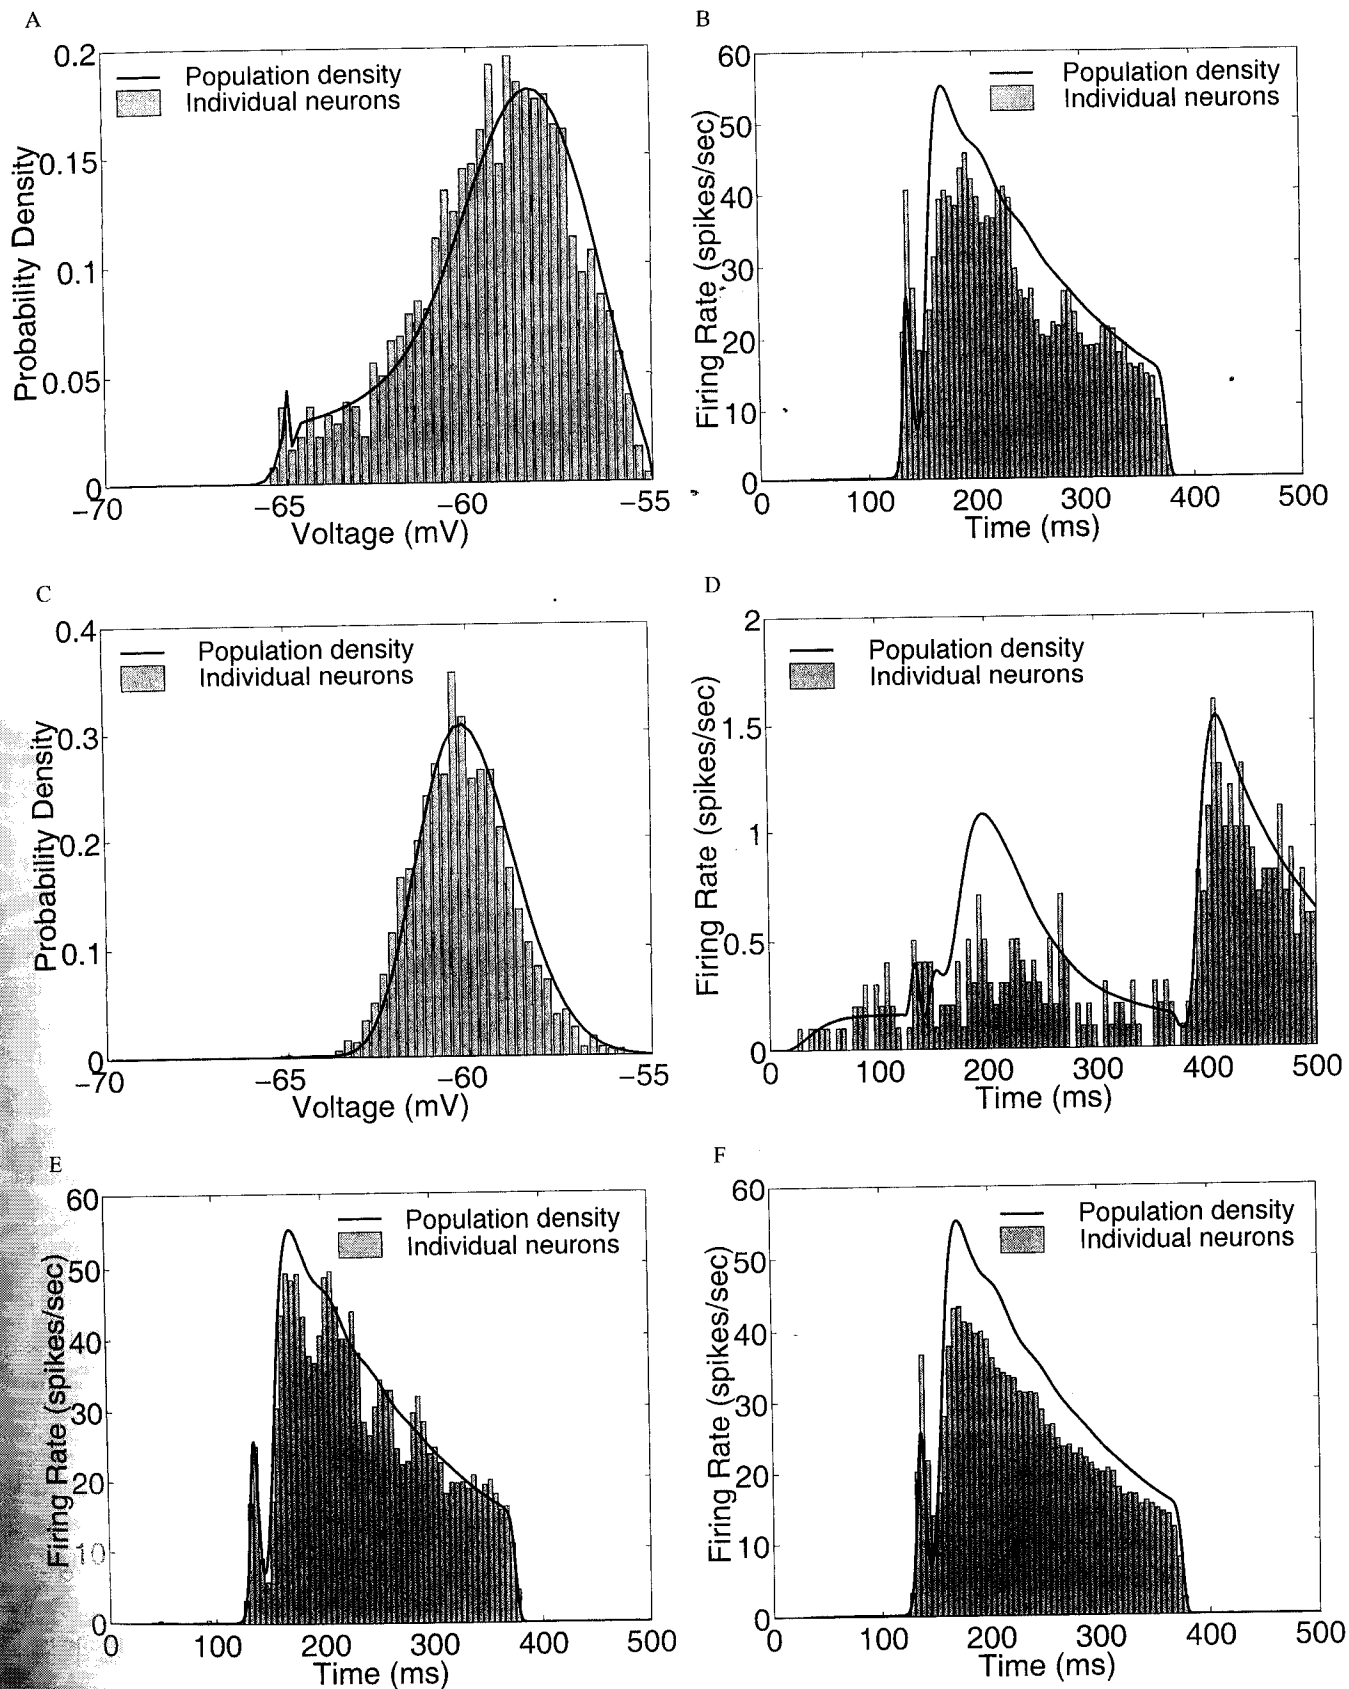 A
0.2
0.15
0.1
0.05
0
Probability Density
Population density
Individual neurons
−70
−65
−60
−55
Voltage (mV)
B
60
50
40
30
20
10
0
Firing Rate (spikes/sec)
Population density
Individual neurons
0
100
200
300
400
500
Time (ms)
C
0.4
0.3
0.2
0.1
0
Probability Density
Population density
Individual neurons
−70
−65
−60
−55
Voltage (mV)
D
2
1.5
1
0.5
0
Firing Rate (spikes/sec)
Population density
Individual neurons
0
100
200
300
400
500
Time (ms)
E
60
50
40
30
20
10
0
Firing Rate (spikes/sec)
Population density
Individual neurons
0
100
200
300
400
500
Time (ms)
F
60
50
40
30
20
10
0
Firing Rate (spikes/sec)
Population density
Individual neurons
0
100
200
300
400
500
Time (ms)